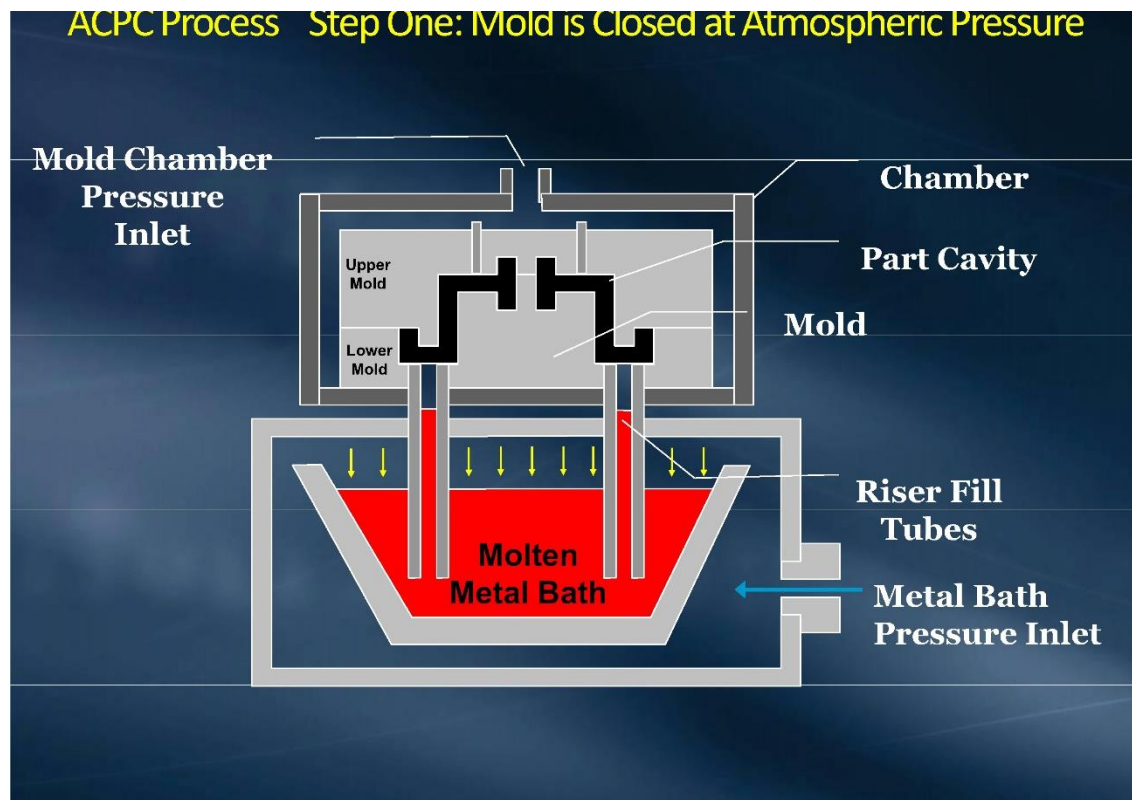 ACPC Process Step One: Mold is Closed at Atmospheric Pressure
Mold Chamber
Pressure
Inlet
Chamber
Part Cavity
Mold
Upper
Mold
Lower
Mold
Riser Fill
Tubes
Molten
Metal Bath
Metal Bath
Pressure Inlet